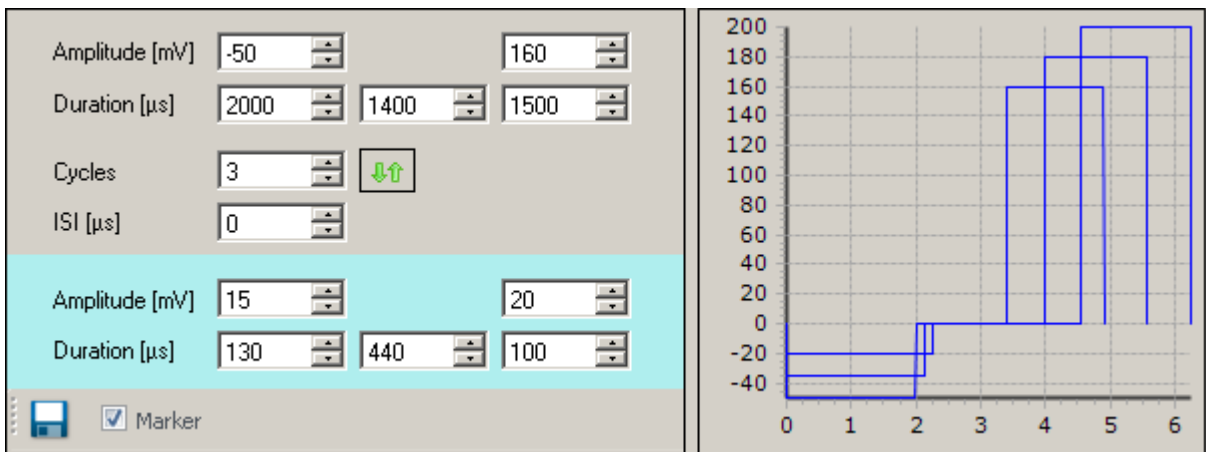 Amplitude [mV] -50 160
Duration [µs] 2000 1400 1500
Cycles 3
ISI [µs] 0
Amplitude [mV] 15 20
Duration [µs] 130 440 100
Marker
200
180
160
140
120
100
80
60
40
20
0
-20
-40
0 1 2 3 4 5 6